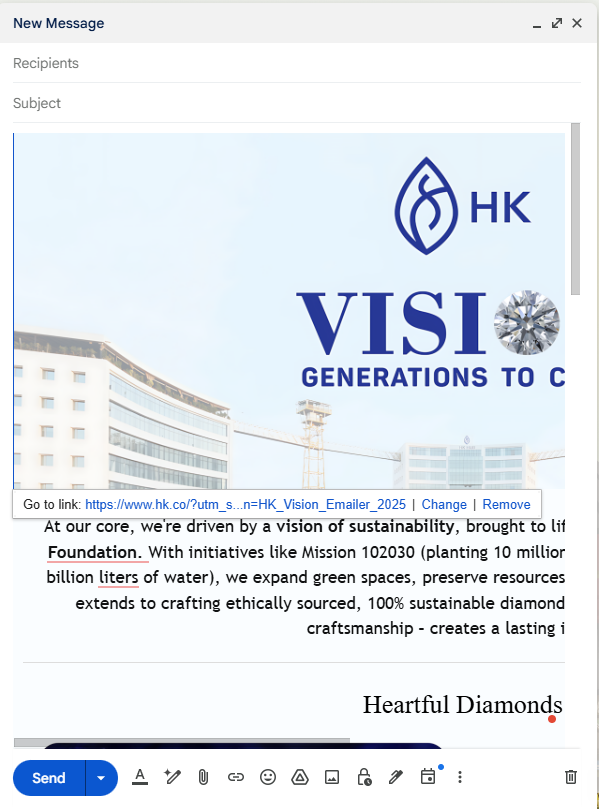 New Message
Recipients
Subject
HK
VISI
GENERATIONS TO C
Go to link: https://www.hk.co/?utm_s...n=HK_Vision_Emailer_2025 | Change | Remove
At our core, we're driven by a vision of sustainability, brought to lif
Foundation. With initiatives like Mission 102030 (planting 10 million
billion liters of water), we expand green spaces, preserve resources
extends to crafting ethically sourced, 100% sustainable diamond
craftsmanship – creates a lasting i
Heartful Diamonds
Send